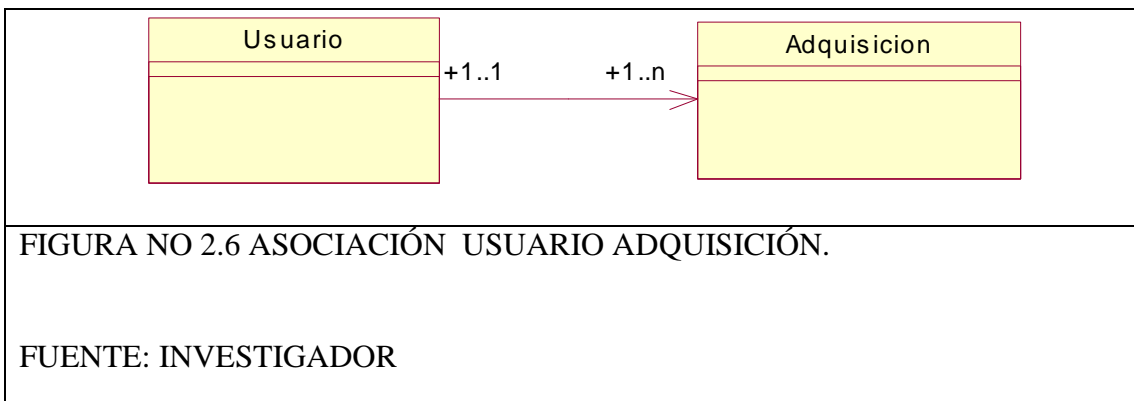 Usuario
Adquisicion
+1..1
+1..n
FIGURA NO 2.6 ASOCIACIÓN USUARIO ADQUISICIÓN.
FUENTE: INVESTIGADOR